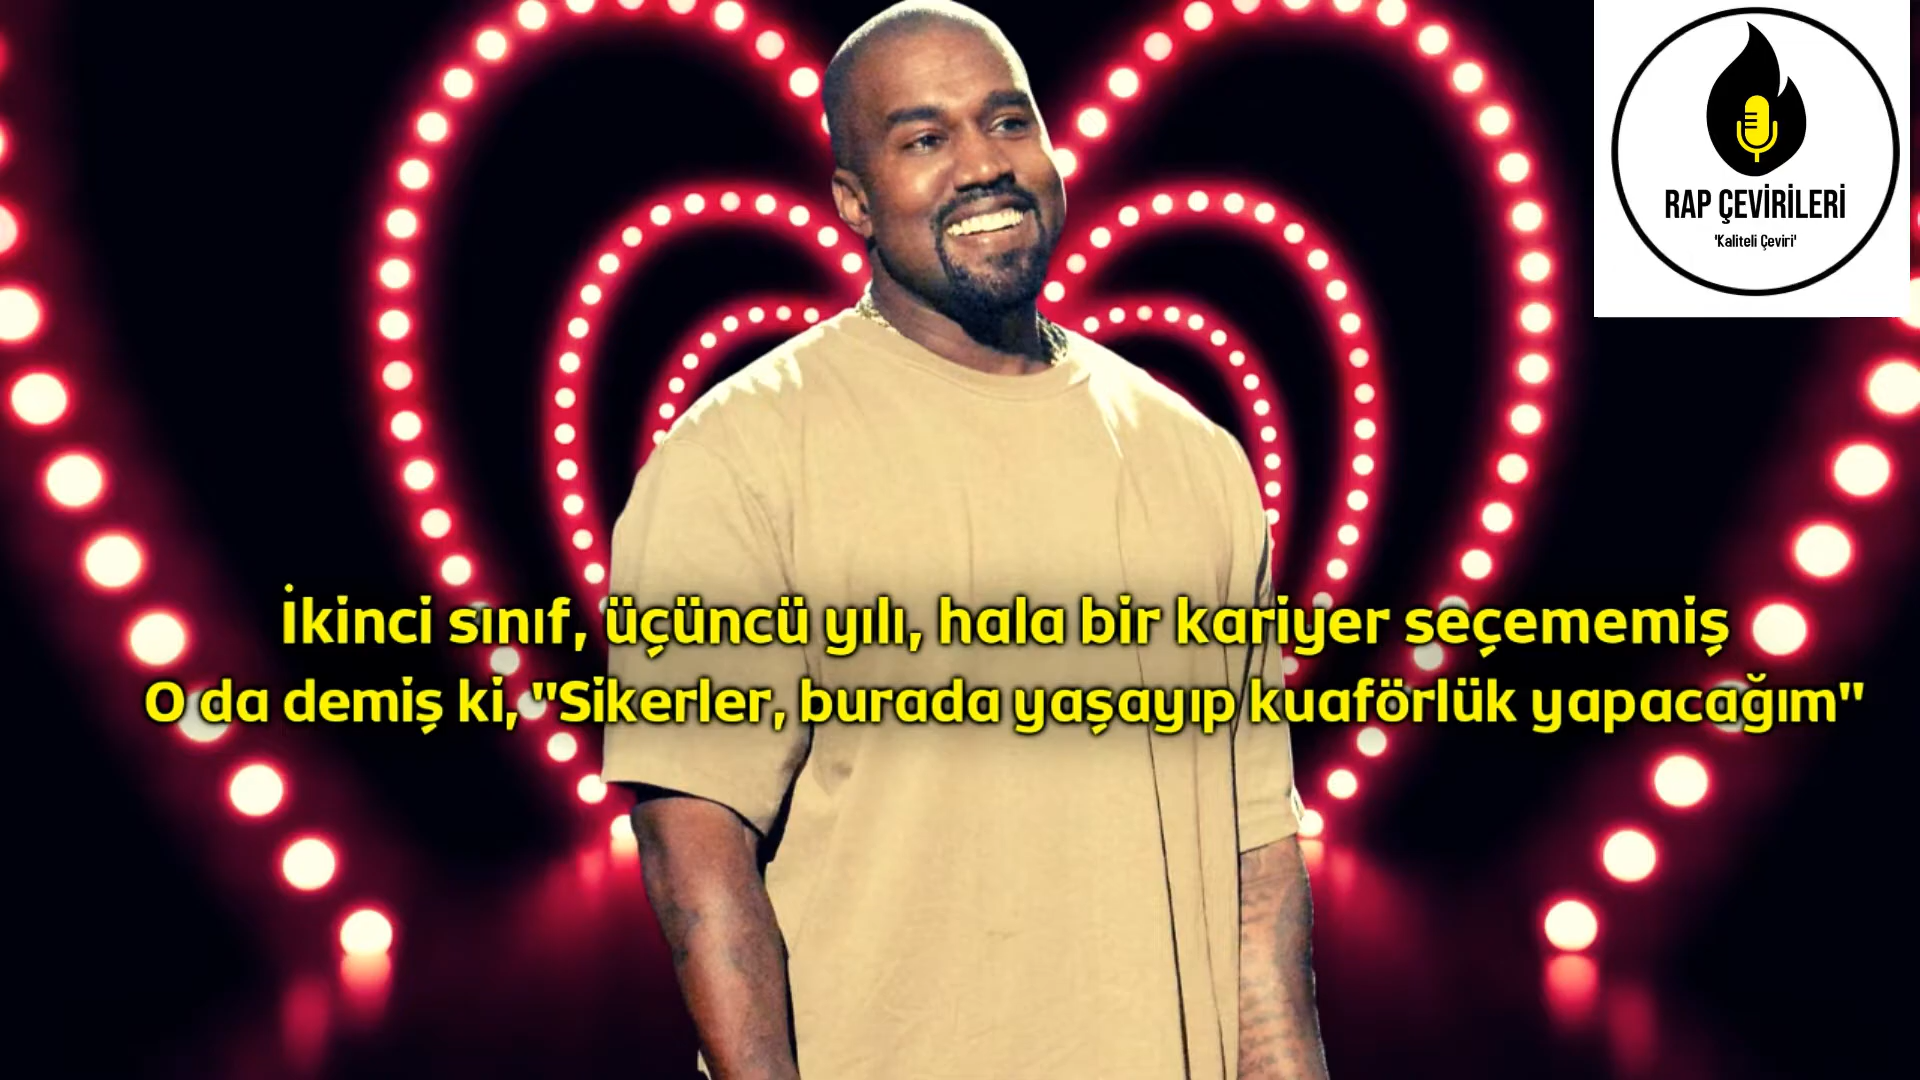 RAP ÇEVİRİLERİ
'Kaliteli Çeviri'
İkinci sınıf, üçüncü yılı, hala bir kariyer seçememiş
O da demiş ki, "Sikerler, burada yaşayıp kuaförlük yapacağım"